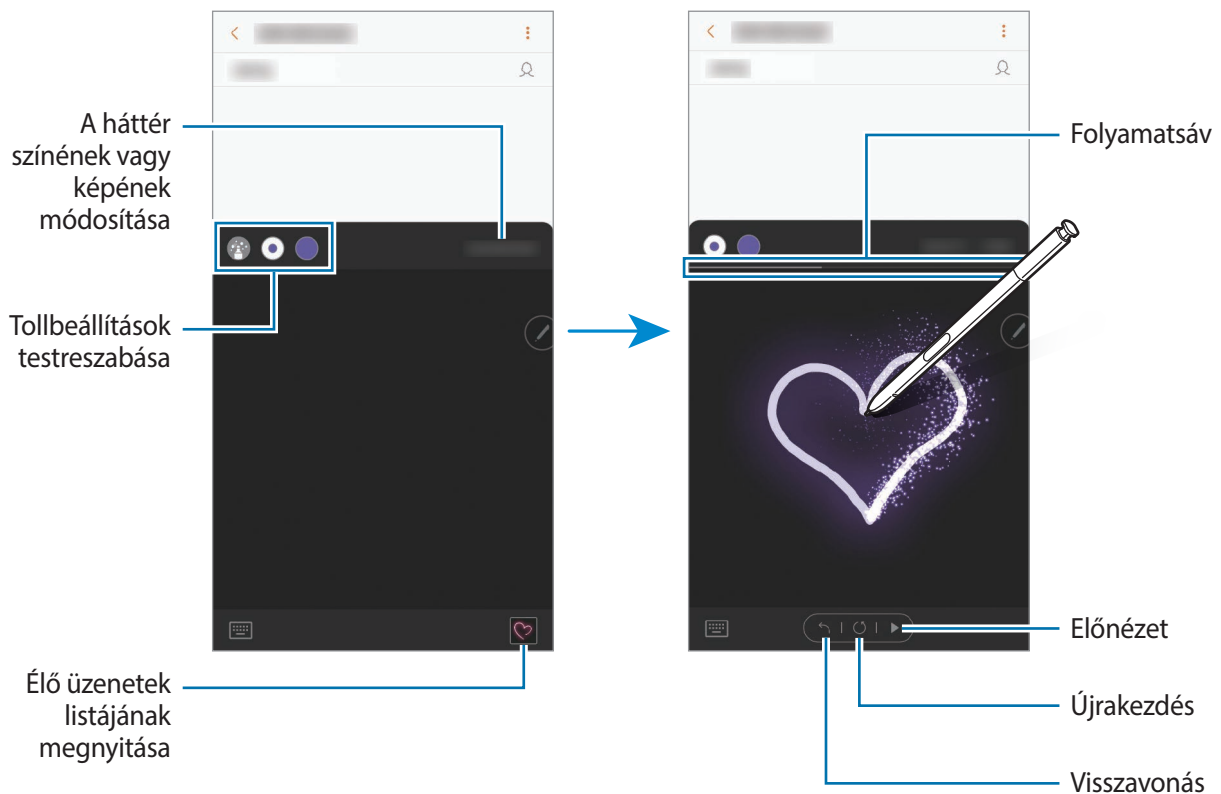 A háttér
színének vagy
képének
módosítása
Tollbeállítások
testreszabása
Élő üzenetek
listájának
megnyitása
Folyamatsáv
Előnézet
Újrakezdés
Visszavonás